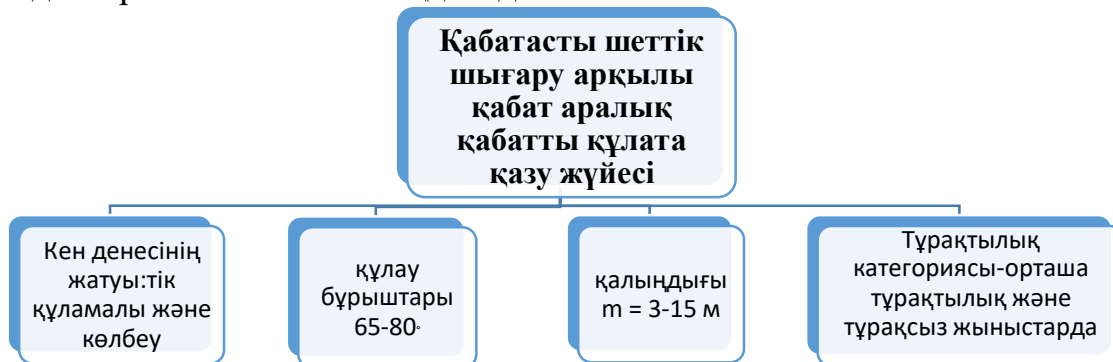 Қабатасты шеттік
шығару арқылы
қабат аралық
қабатты құлата
қазу жүйесі
Кен денесінің
жатуы:тік
құламалы және
көлбеу
құлау
бұрыштары
65-80°
қалыңдығы
m = 3-15 м
Тұрақтылық
категориясы-орташа
тұрақтылық және
тұрақсыз жыныстарда